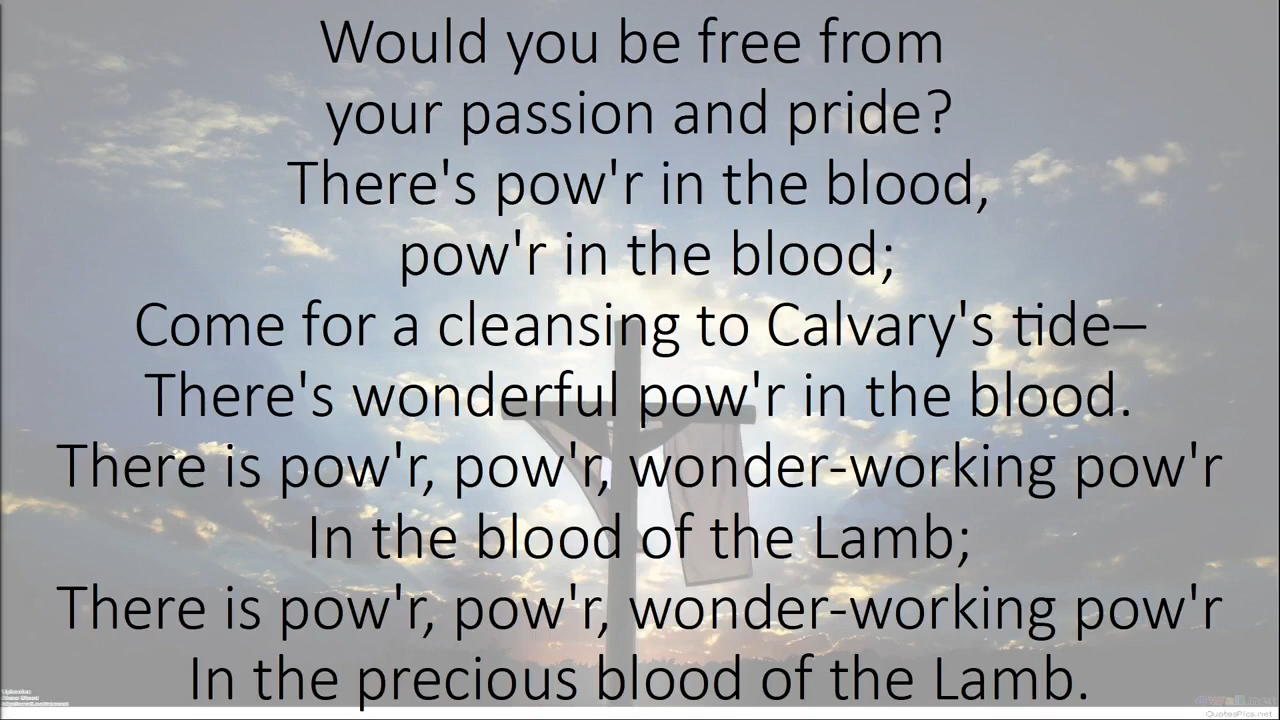 Would you be free from
your passion and pride?
There's pow'r in the blood,
pow'r in the blood;
Come for a cleansing to Calvary's tide–
There's wonderful pow'r in the blood.
There is pow'r, pow'r, wonder-working pow'r
In the blood of the Lamb;
There is pow'r, pow'r, wonder-working pow'r
In the precious blood of the Lamb.
QuotesPics.net